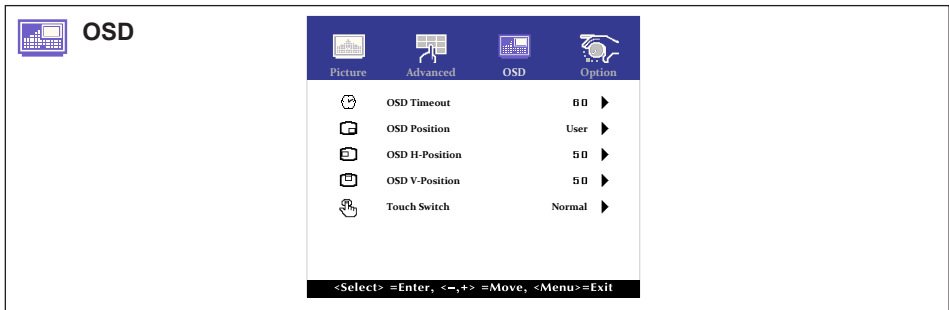 OSD
Picture Advanced OSD Option
OSD Timeout 60
OSD Position User
OSD H-Position 50
OSD V-Position 50
Touch Switch Normal
<Select> =Enter, <–,+> =Move, <Menu>=Exit